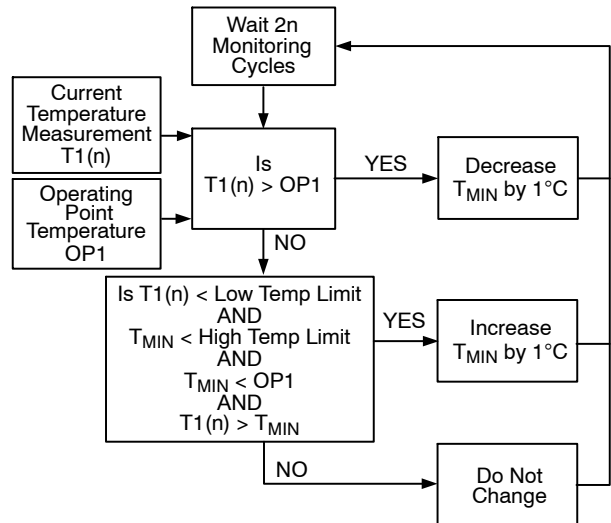 Wait 2n
Monitoring
Cycles
Current
Temperature
Measurement
T1(n)
Is
T1(n) > OP1
YES
Decrease
TMIN by 1°C
Operating
Point
Temperature
OP1
NO
Is T1(n) < Low Temp Limit
AND
TMIN < High Temp Limit
AND
TMIN < OP1
AND
T1(n) > TMIN
YES
Increase
TMIN by 1°C
NO
Do Not
Change